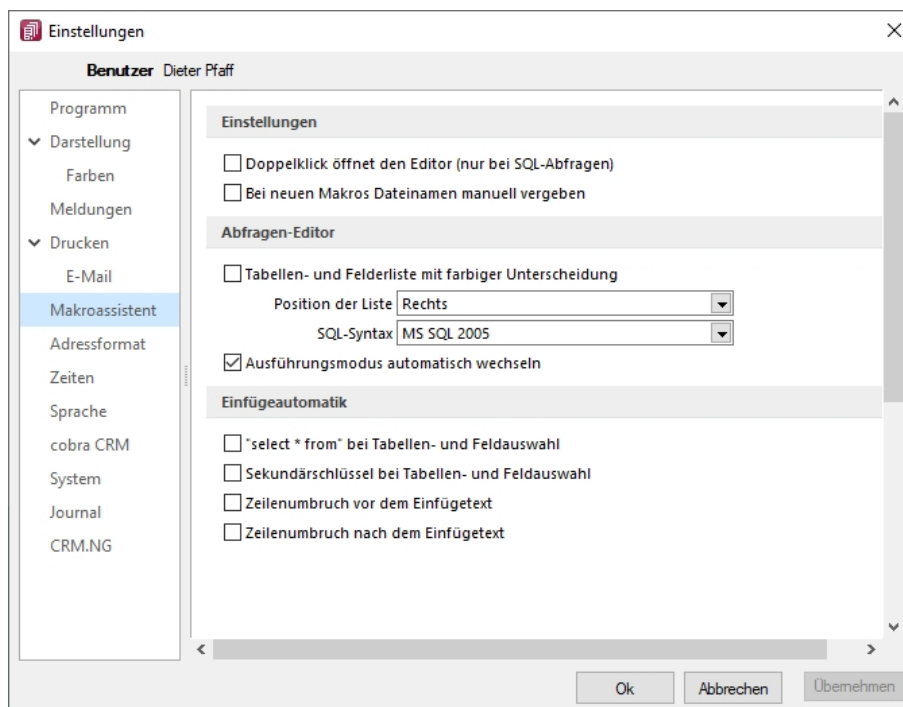 Einstellungen
Benutzer Dieter Pfaff
Programm
Darstellung
Farben
Meldungen
Drucken
E-Mail
Makroassistent
Adressformat
Zeiten
Sprache
cobra CRM
System
Journal
CRM.NG
Einstellungen
Doppelklick öffnet den Editor (nur bei SQL-Abfragen)
Bei neuen Makros Dateinamen manuell vergeben
Abfragen-Editor
Tabellen- und Felderliste mit farbiger Unterscheidung
Position der Liste Rechts
SQL-Syntax MS SQL 2005
Ausführungsmodus automatisch wechseln
Einfügeautomatik
"select * from" bei Tabellen- und Feldauswahl
Sekundärschlüssel bei Tabellen- und Feldauswahl
Zeilenumbruch vor dem Einfügetext
Zeilenumbruch nach dem Einfügetext
Ok Abbrechen Übernehmen